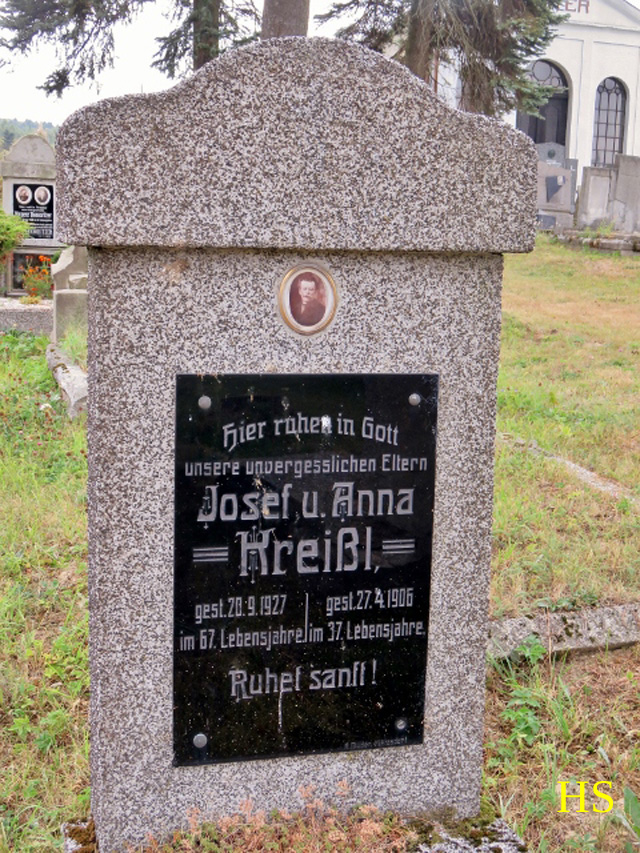 Hier ruhen in Gott
unsere unvergesslichen Eltern
Josef u. Anna
Kreißl,
gest. 28.9.1927
im 67. Lebensjahre.
gest. 27.4.1906
im 37. Lebensjahre.
Ruhet sanft!
HS